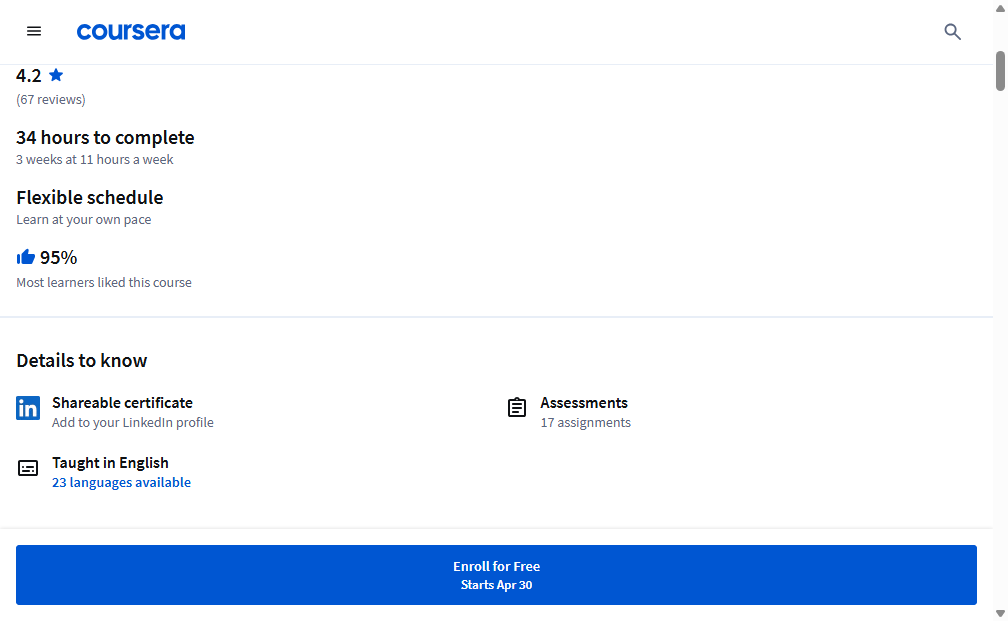 coursera
4.2
(67 reviews)
34 hours to complete
3 weeks at 11 hours a week
Flexible schedule
Learn at your own pace
95%
Most learners liked this course
Details to know
in
Shareable certificate
Add to your LinkedIn profile
Assessments
17 assignments
Taught in English
23 languages available
Enroll for Free
Starts Apr 30